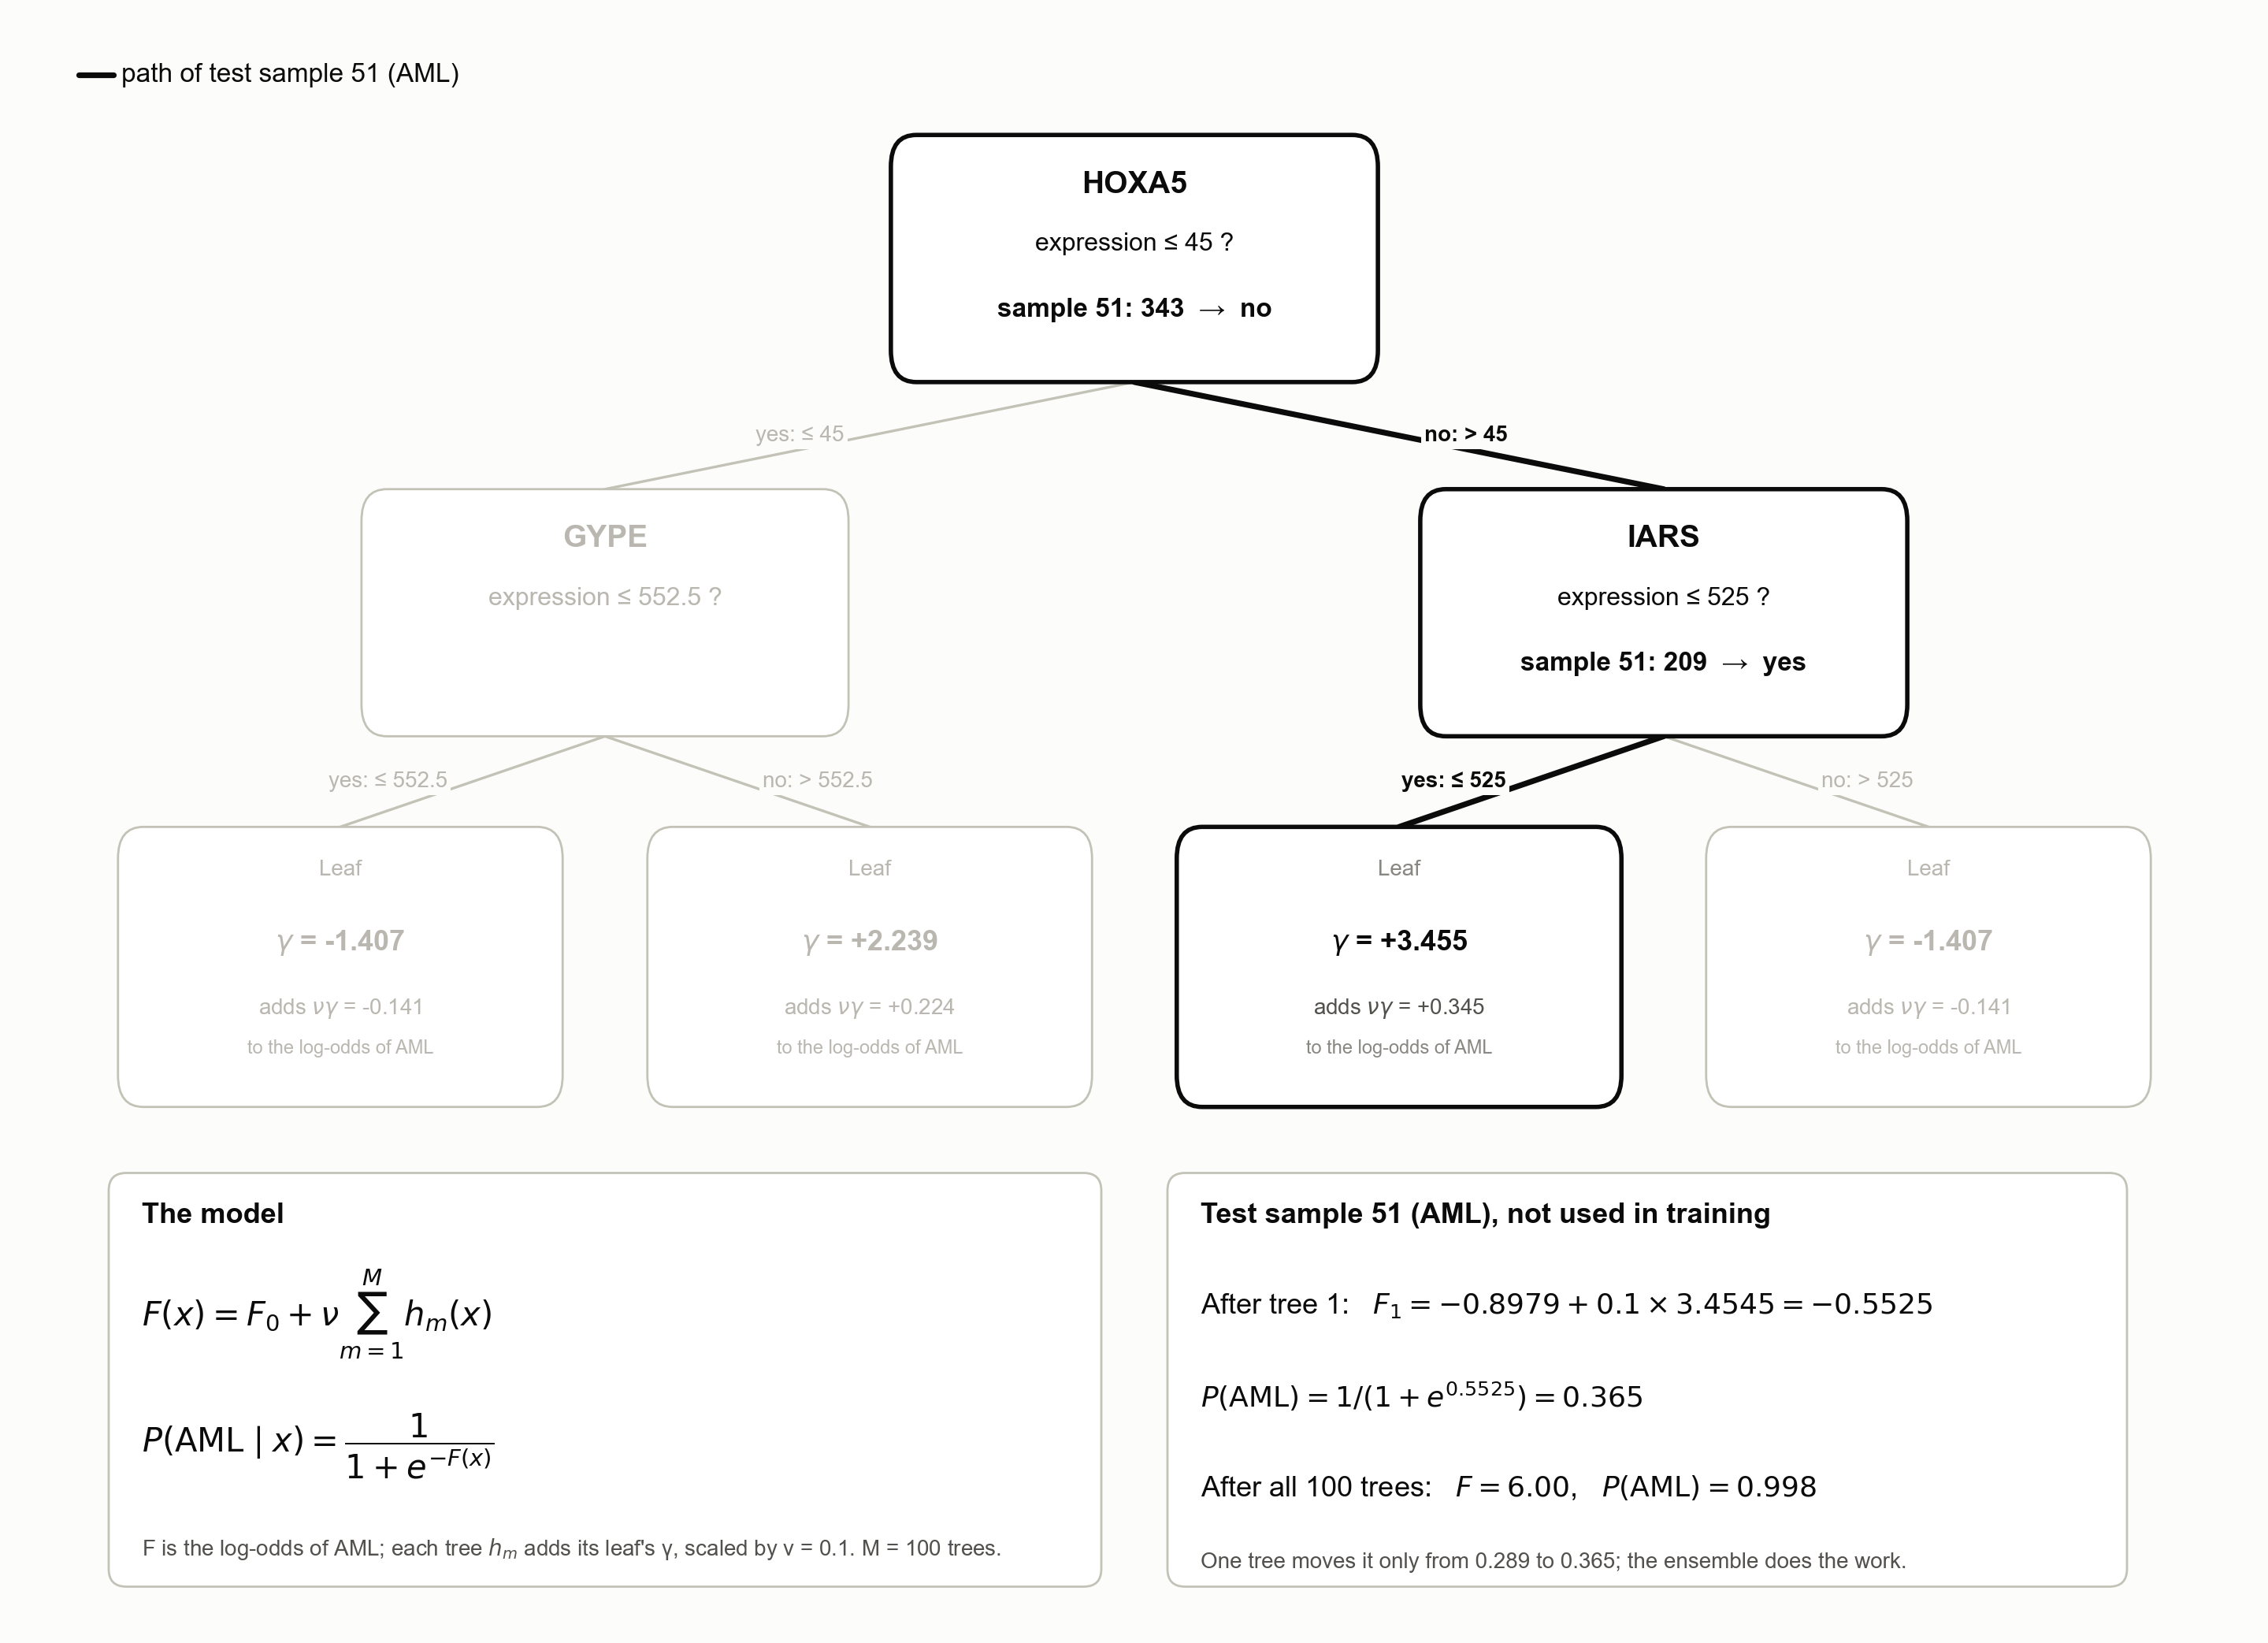 path of test sample 51 (AML)
HOXA5
expression ≤ 45 ?
sample 51: 343 → no
yes: ≤ 45
no: > 45
GYPE
expression ≤ 552.5 ?
IARS
expression ≤ 525 ?
sample 51: 209 → yes
yes: ≤ 552.5
no: > 552.5
yes: ≤ 525
no: > 525
Leaf
γ = -1.407
adds νγ = -0.141
to the log-odds of AML
Leaf
γ = +2.239
adds νγ = +0.224
to the log-odds of AML
Leaf
γ = +3.455
adds νγ = +0.345
to the log-odds of AML
Leaf
γ = -1.407
adds νγ = -0.141
to the log-odds of AML
The model
F(x) = F₀ + ν ∑_{m=1}^{M} hₘ(x)
P(AML | x) = 1 / (1 + e^{−F(x)})
F is the log-odds of AML; each tree hₘ adds its leaf's γ, scaled by ν = 0.1. M = 100 trees.
Test sample 51 (AML), not used in training
After tree 1: F₁ = −0.8979 + 0.1 × 3.4545 = −0.5525
P(AML) = 1/(1 + e^{0.5525}) = 0.365
After all 100 trees: F = 6.00, P(AML) = 0.998
One tree moves it only from 0.289 to 0.365; the ensemble does the work.